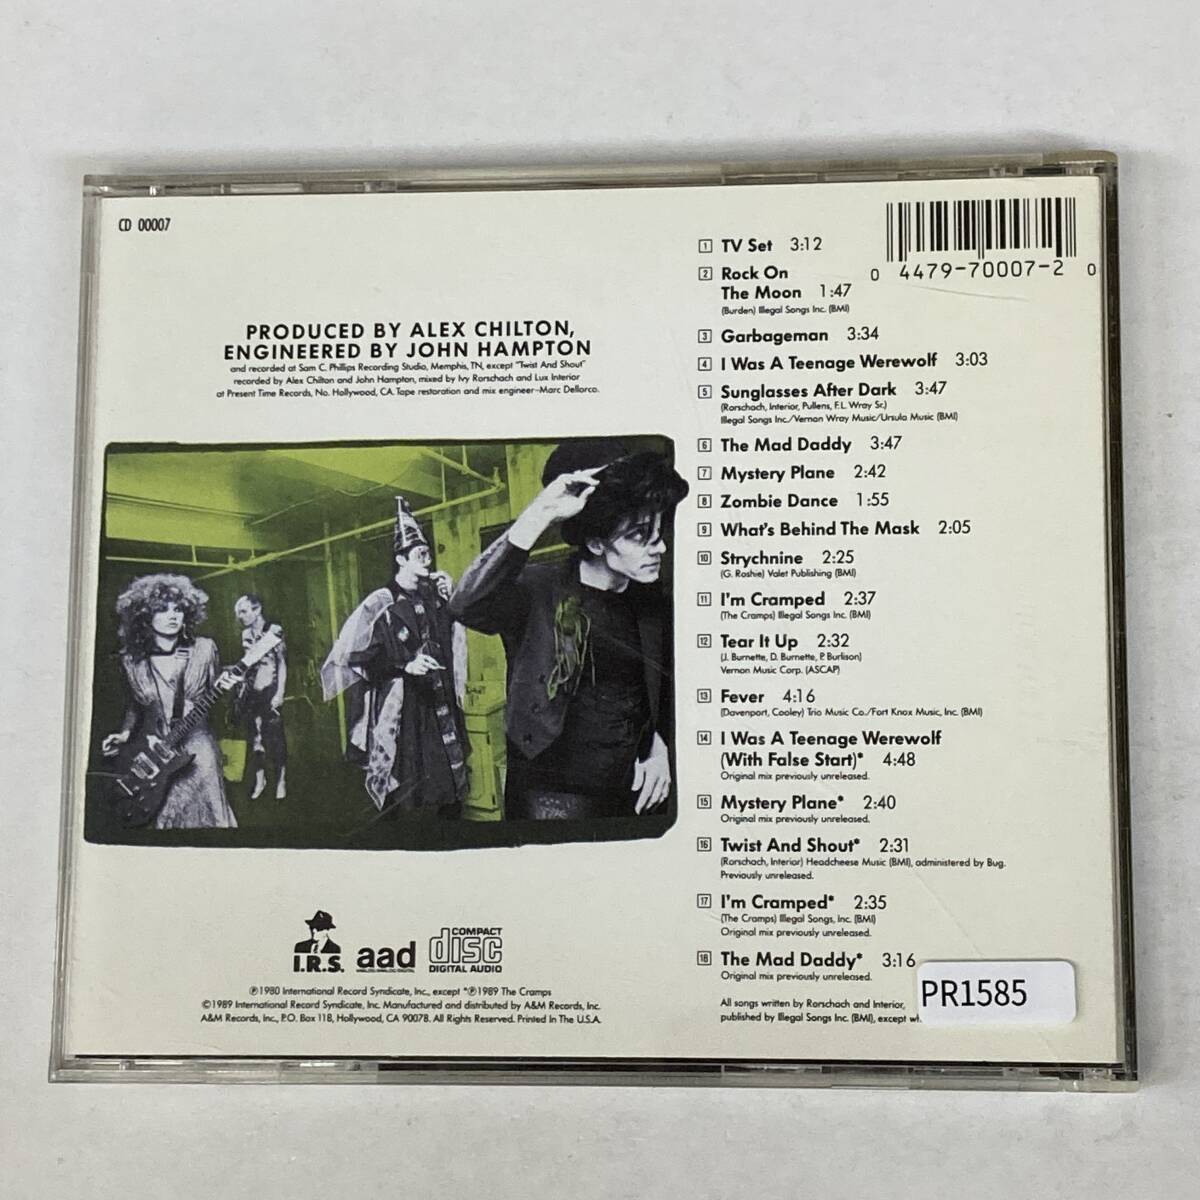 CD 00007
PRODUCED BY ALEX CHILTON,
ENGINEERED BY JOHN HAMPTON
and recorded at Sam C. Phillips Recording Studio, Memphis, TN, except "Twist And Shout"
recorded by Alex Chilton and John Hampton, mixed by Ivy Rorschach and Lux Interior
at Present Time Records, No. Hollywood, CA. Tape restoration and mix engineer—Marc DeSisto.
1 TV Set 3:12
2 Rock On
The Moon 1:47
(Burden) Illegal Songs Inc. (BMI)
3 Garbageman 3:34
4 I Was A Teenage Werewolf 3:03
5 Sunglasses After Dark 3:47
(Rorschach, Interior, Pullens, F.L. Wray Sr.)
Illegal Songs Inc./Vernon Wray Music/Ursula Music (BMI)
6 The Mad Daddy 3:47
7 Mystery Plane 2:42
8 Zombie Dance 1:55
9 What's Behind The Mask 2:05
10 Strychnine 2:25
(G. Roshie) Valet Publishing (BMI)
11 I'm Cramped 2:37
(The Cramps) Illegal Songs Inc. (BMI)
12 Tear It Up 2:32
(J. Burnette, D. Burnette, P. Burlison)
Vernon Music Corp. (ASCAP)
13 Fever 4:16
(Davenport, Cooley) Trio Music Co./Fort Knox Music, Inc. (BMI)
14 I Was A Teenage Werewolf
(With False Start)* 4:48
Original mix previously unreleased.
15 Mystery Plane* 2:40
Original mix previously unreleased.
16 Twist And Shout* 2:31
(Rorschach, Interior) Headcheese Music (BMI), administered by Bug.
Previously unreleased.
17 I'm Cramped* 2:35
(The Cramps) Illegal Songs, Inc. (BMI)
Original mix previously unreleased.
18 The Mad Daddy* 3:16
Original mix previously unreleased.
All songs written by Rorschach and Interior,
published by Illegal Songs Inc. (BMI), except
0 4479-70007-2 0
PR1585
I.R.S.
aad
ANALOG/ANALOG/DIGITAL
COMPACT
disc
DIGITAL AUDIO
℗1980 International Record Syndicate, Inc., except *℗1989 The Cramps
©1989 International Record Syndicate, Inc. Manufactured and distributed by A&M Records, Inc.
A&M Records, Inc., P.O. Box 118, Hollywood, CA 90078. All Rights Reserved. Printed In The U.S.A.